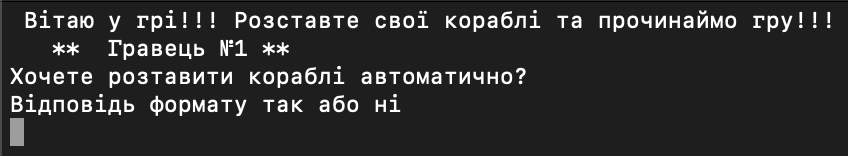 Вітаю у грі!!! Розставте свої кораблі та прочинаймо гру!!!
** Гравець №1 **
Хочете розтавити кораблі автоматично?
Відповідь формату так або ні